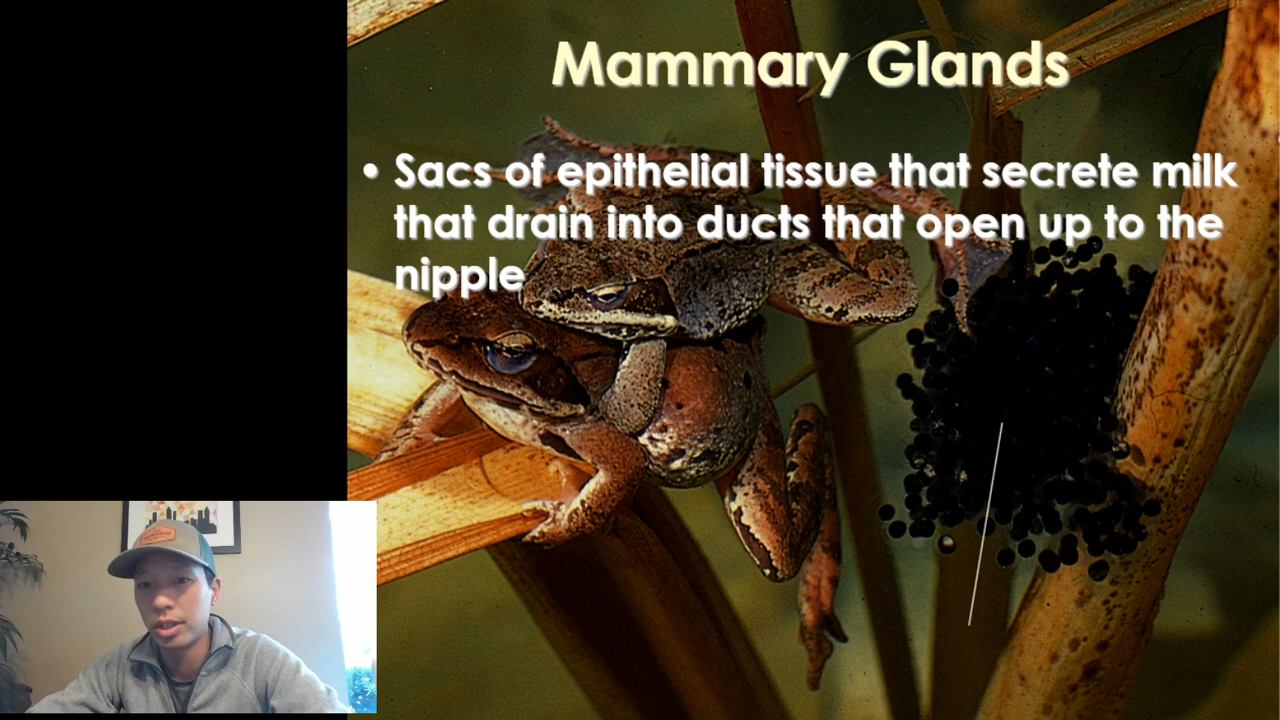 Mammary Glands
• Sacs of epithelial tissue that secrete milk
that drain into ducts that open up to the
nipple